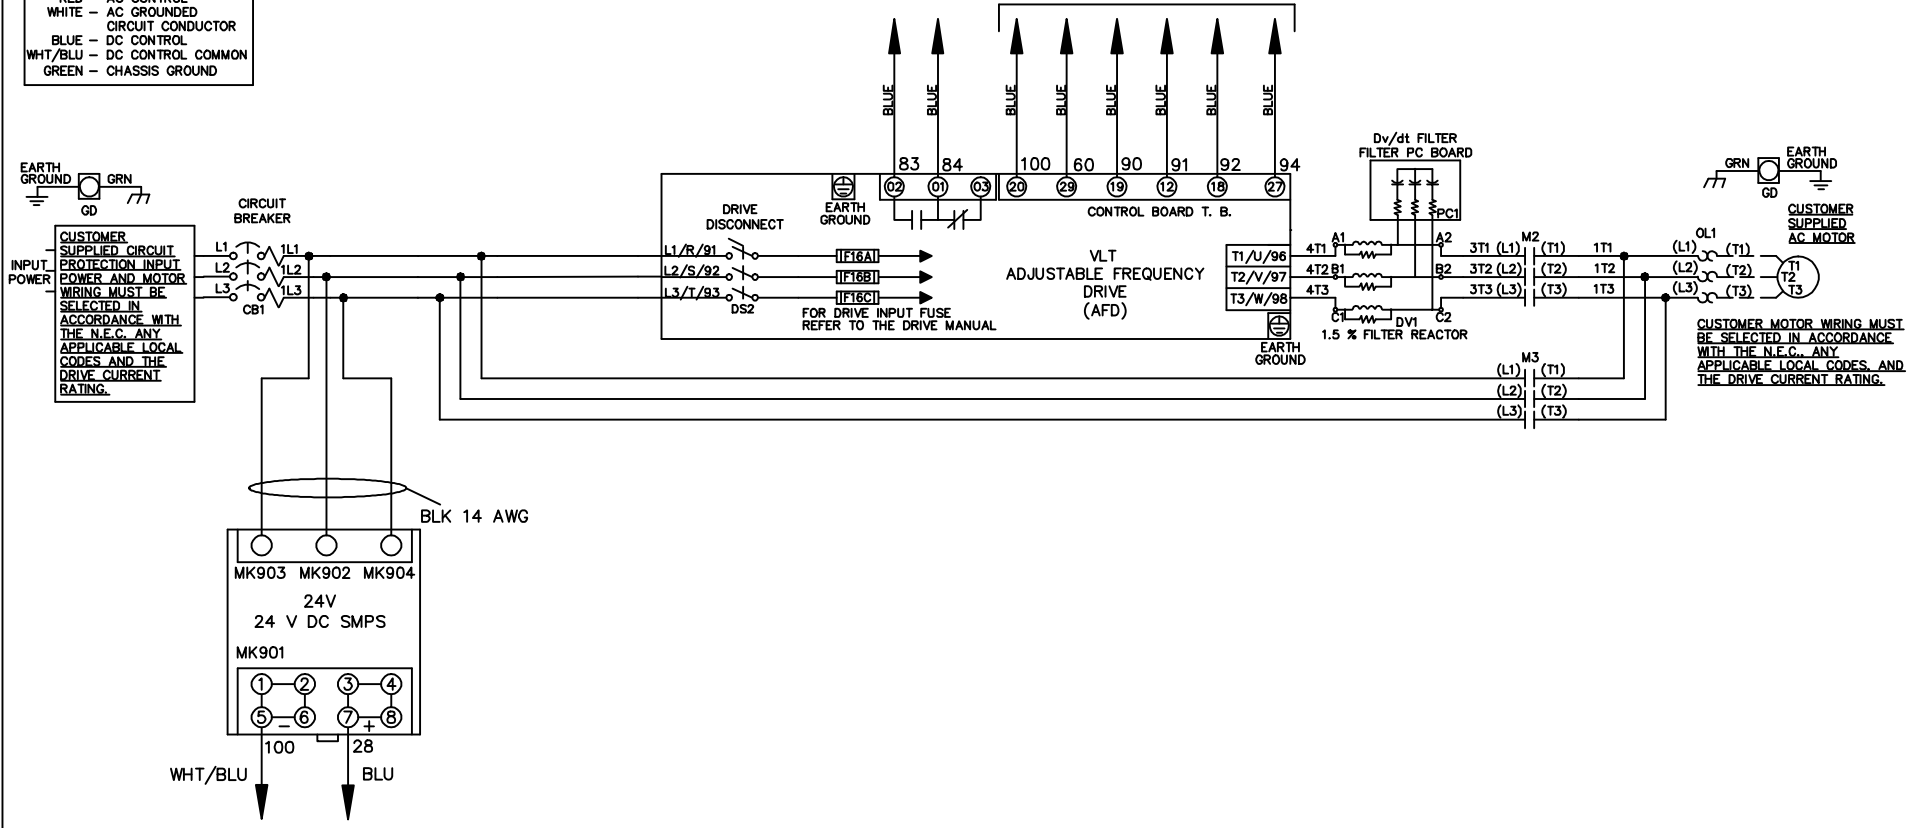 WHITE – AC GROUNDED
CIRCUIT CONDUCTOR
BLUE – DC CONTROL
WHT/BLU – DC CONTROL COMMON
GREEN – CHASSIS GROUND
BLUE
BLUE
BLUE
BLUE
BLUE
BLUE
BLUE
BLUE
83
84
100
60
90
91
92
94
02
01
03
20
29
19
12
18
27
EARTH
GROUND
CONTROL BOARD T. B.
Dv/dt FILTER
FILTER PC BOARD
PC1
EARTH
GROUND
GRN
GD
GRN
EARTH
GROUND
GD
CIRCUIT
BREAKER
INPUT
POWER
CUSTOMER
SUPPLIED CIRCUIT
PROTECTION INPUT
POWER AND MOTOR
WIRING MUST BE
SELECTED IN
ACCORDANCE WITH
THE N.E.C. ANY
APPLICABLE LOCAL
CODES AND THE
DRIVE CURRENT
RATING.
L1
L2
L3
CB1
1L1
1L2
1L3
DRIVE
DISCONNECT
L1/R/91
L2/S/92
L3/T/93
DS2
F16A
F16B
F16C
FOR DRIVE INPUT FUSE
REFER TO THE DRIVE MANUAL
VLT
ADJUSTABLE FREQUENCY
DRIVE
(AFD)
T1/U/96
T2/V/97
T3/W/98
EARTH
GROUND
4T1
4T2
4T3
A1
B1
C1
A2
B2
C2
DV1
1.5 % FILTER REACTOR
M2
3T1 (L1) (T1) 1T1
3T2 (L2) (T2) 1T2
3T3 (L3) (T3) 1T3
M3
(L1) (T1)
(L2) (T2)
(L3) (T3)
OL1
(L1) (T1)
(L2) (T2)
(L3) (T3)
CUSTOMER
SUPPLIED
AC MOTOR
T1
T2
T3
CUSTOMER MOTOR WIRING MUST
BE SELECTED IN ACCORDANCE
WITH THE N.E.C., ANY
APPLICABLE LOCAL CODES, AND
THE DRIVE CURRENT RATING.
BLK 14 AWG
MK903 MK902 MK904
24V
24 V DC SMPS
MK901
1 2 3 4
5 – 6 7 + 8
100
28
WHT/BLU
BLU